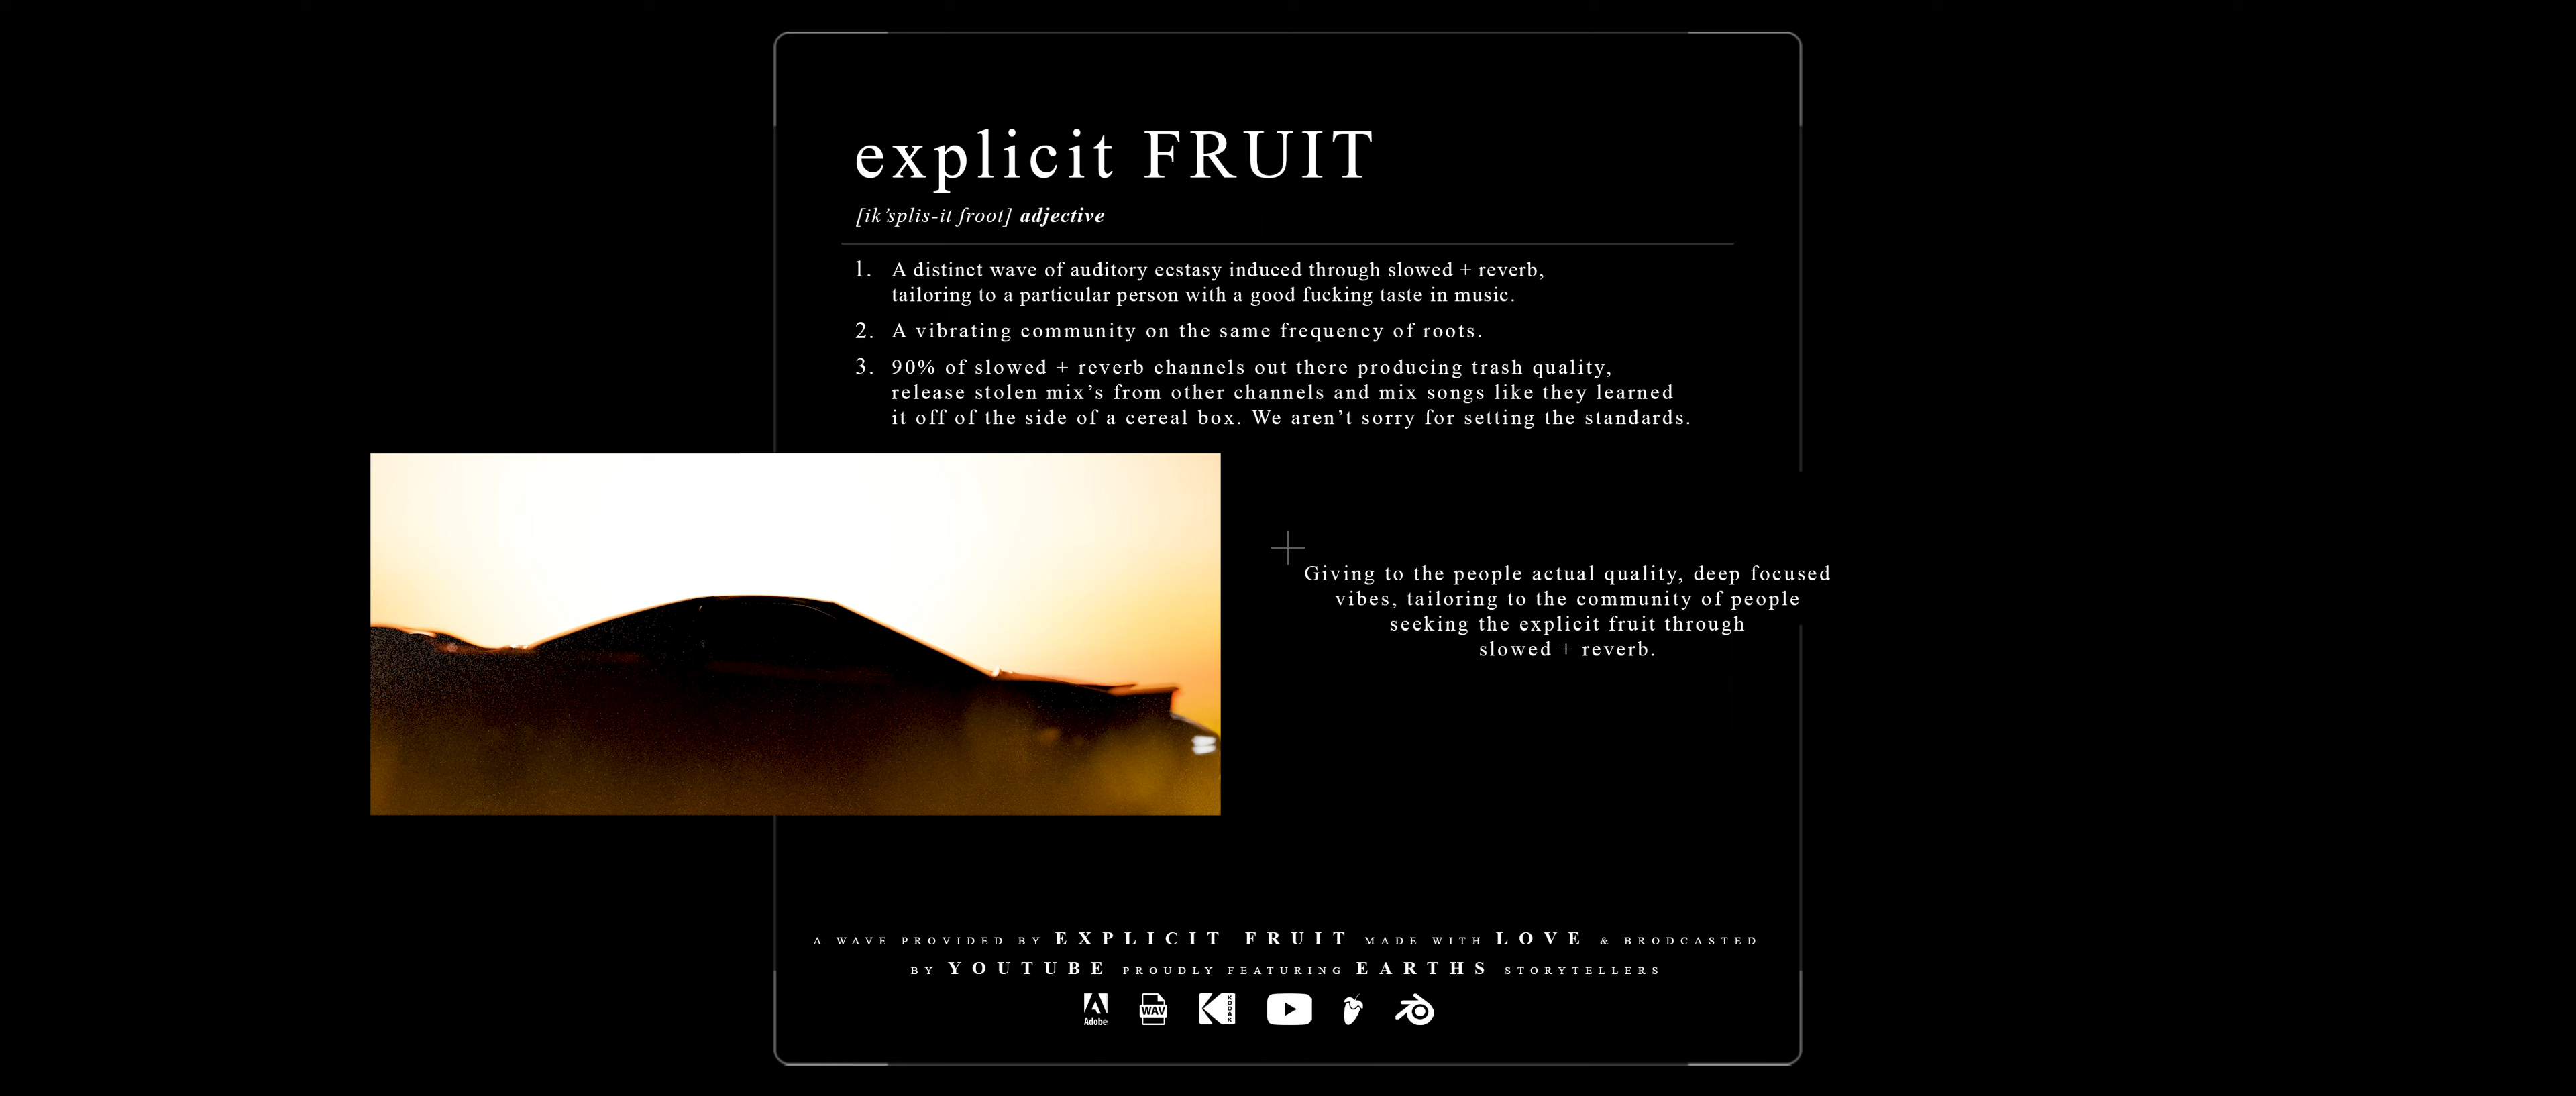 explicit FRUIT
[ik’splis-it froot] adjective
1. A distinct wave of auditory ecstasy induced through slowed + reverb,
tailoring to a particular person with a good fucking taste in music.
2. A vibrating community on the same frequency of roots.
3. 90% of slowed + reverb channels out there producing trash quality,
release stolen mix’s from other channels and mix songs like they learned
it off of the side of a cereal box. We aren’t sorry for setting the standards.
Giving to the people actual quality, deep focused
vibes, tailoring to the community of people
seeking the explicit fruit through
slowed + reverb.
A WAVE PROVIDED BY EXPLICIT FRUIT MADE WITH LOVE & BRODCASTED
BY YOUTUBE PROUDLY FEATURING EARTHS STORYTELLERS
Adobe WAV KODAK